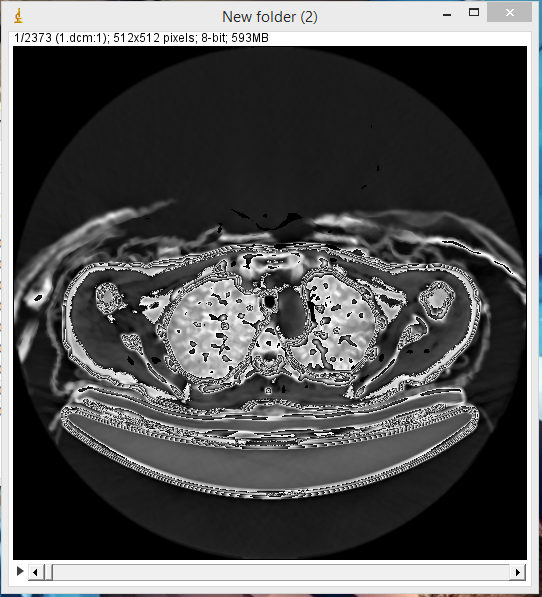 New folder (2)
1/2373 (1.dcm:1); 512x512 pixels; 8-bit; 593MB